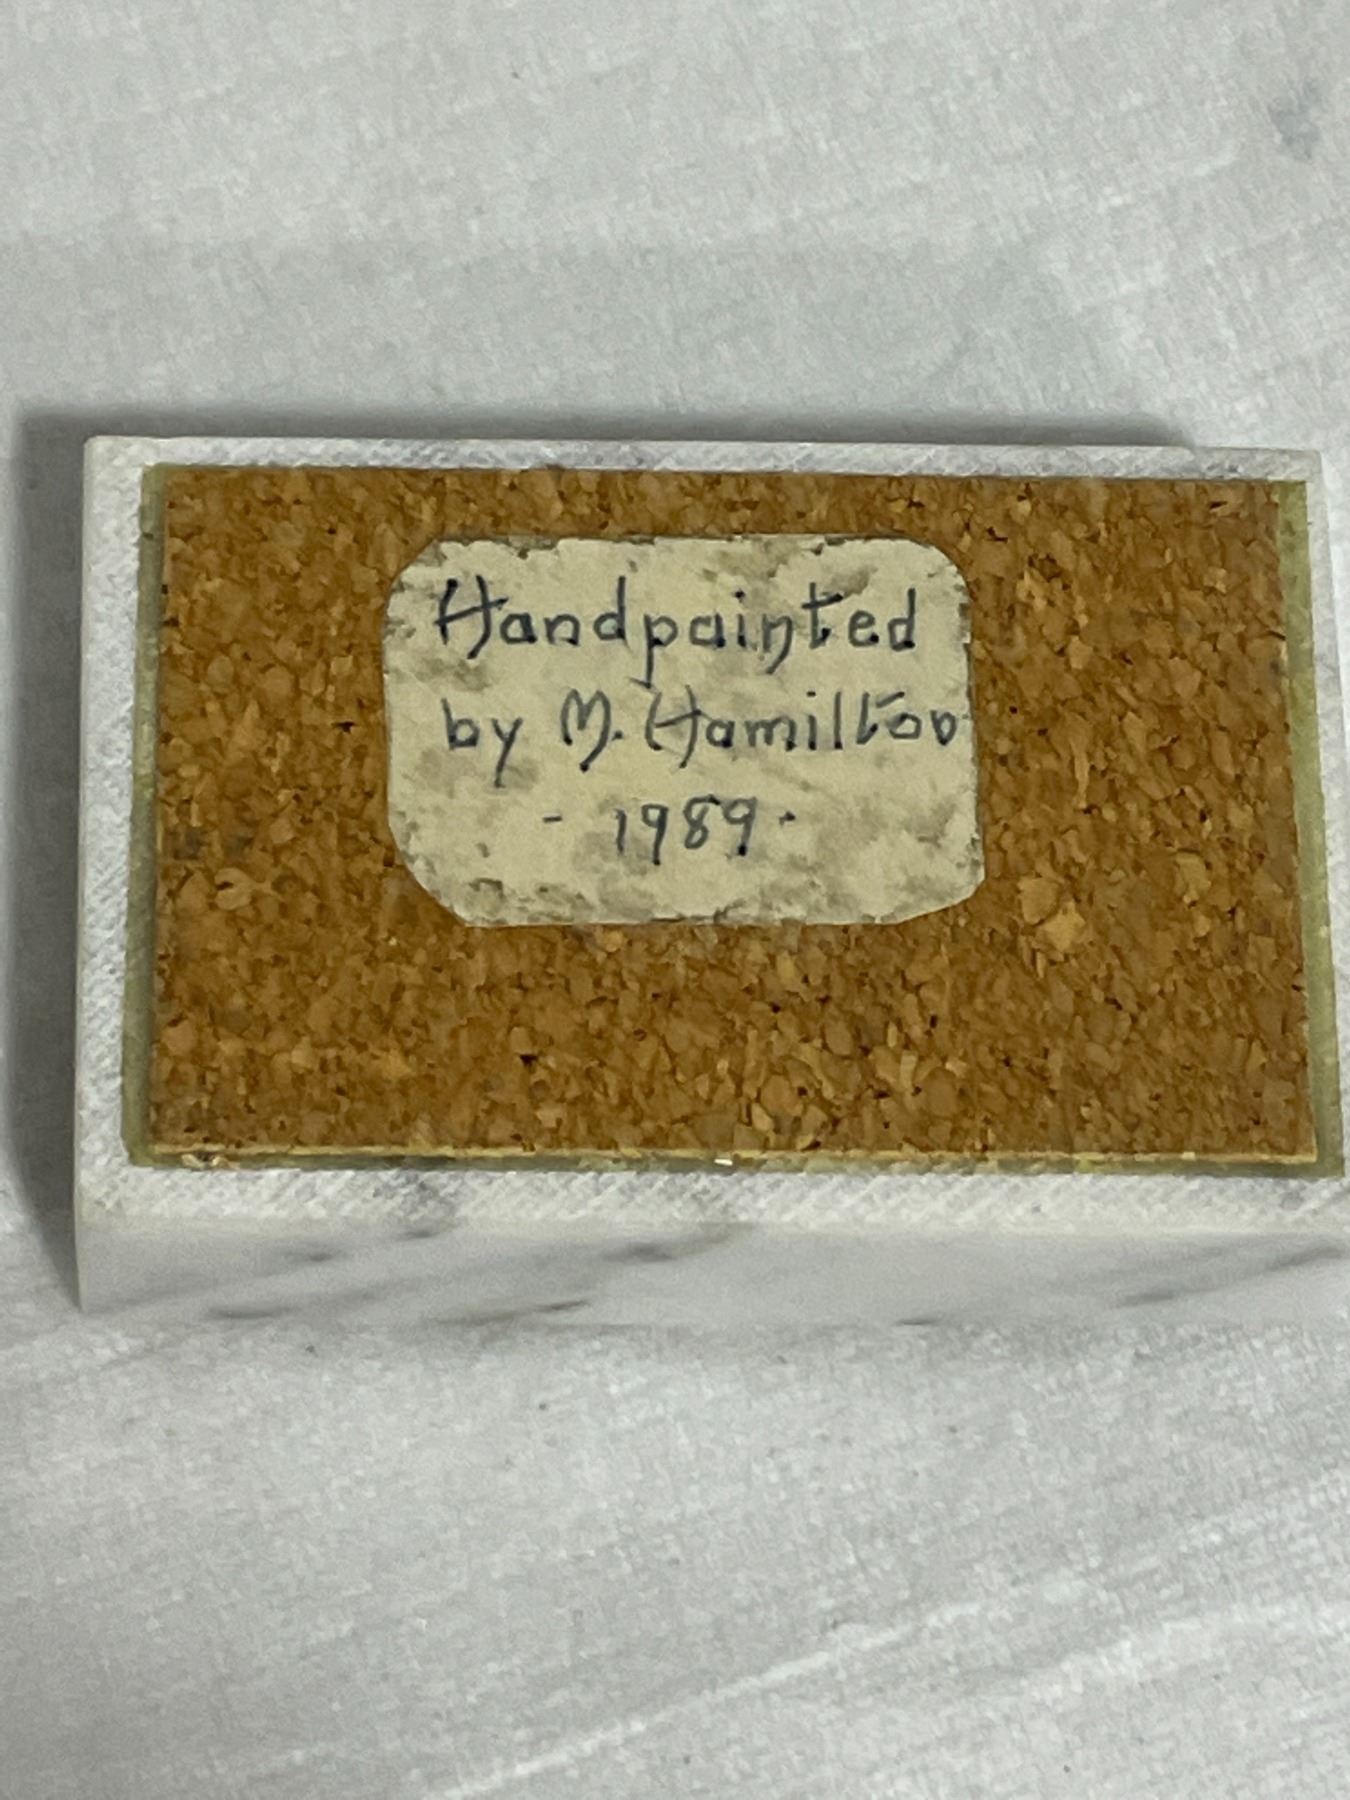 Handpainted
by M. Hamilton
- 1989 -